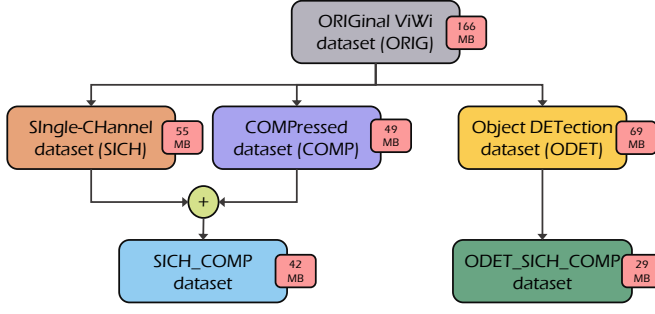 ORIGinal ViWi
dataset (ORIG)
166
MB
SIngle-CHannel
dataset (SICH)
55
MB
COMPressed
dataset (COMP)
49
MB
Object DETection
dataset (ODET)
69
MB
+
SICH_COMP
dataset
42
MB
ODET_SICH_COMP
dataset
29
MB